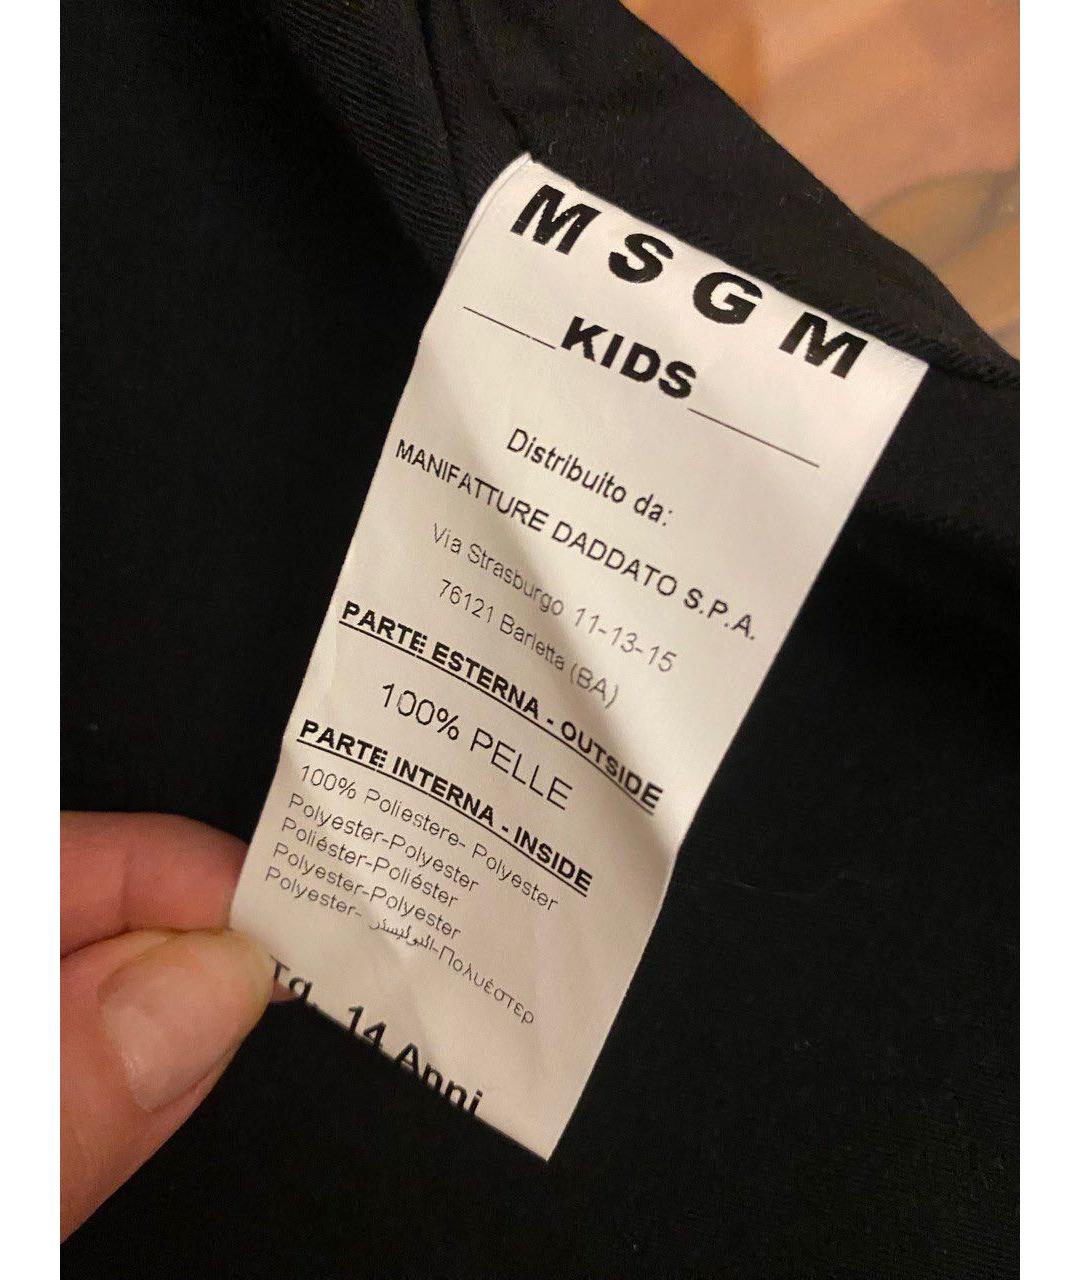 MSGM
KIDS
Distribuito da:
MANIFATTURE DADDATO S.P.A.
Via Strasburgo 11-13-15
76121 Barletta (BA)
PARTE ESTERNA - OUTSIDE
100% PELLE
PARTE INTERNA - INSIDE
100% Poliestere- Polyester
Polyester-Polyester
Poliéster-Poliéster
Polyester-Polyester
Polyester- البوليستر-Πολυέστερ
Tg. 14 Anni